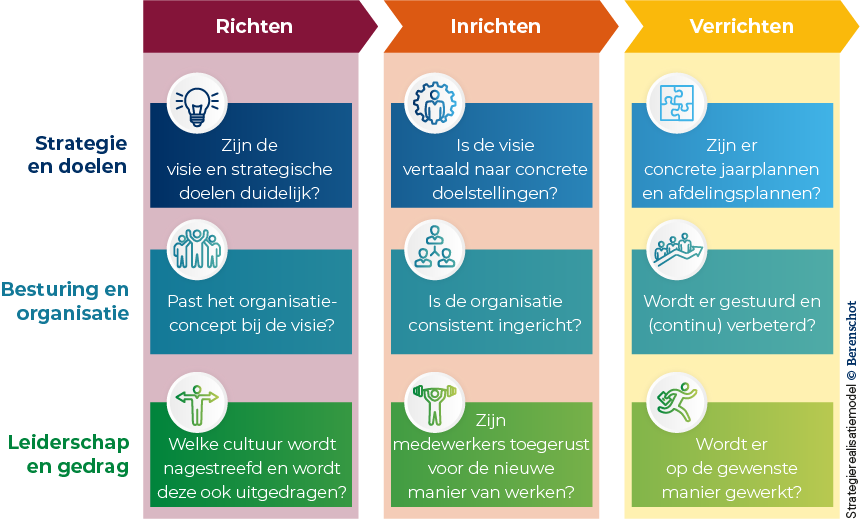 Richten
Inrichten
Verrichten
Strategie
en doelen
Zijn de
visie en strategische
doelen duidelijk?
Is de visie
vertaald naar concrete
doelstellingen?
Zijn er
concrete jaarplannen
en afdelingsplannen?
Besturing en
organisatie
Past het organisatie-
concept bij de visie?
Is de organisatie
consistent ingericht?
Wordt er gestuurd en
(continu) verbeterd?
Leiderschap
en gedrag
Welke cultuur wordt
nagestreefd en wordt
deze ook uitgedragen?
Zijn
medewerkers toegerust
voor de nieuwe
manier van werken?
Wordt er
op de gewenste
manier gewerkt?
Strategierealisatiemodel © Berenschot